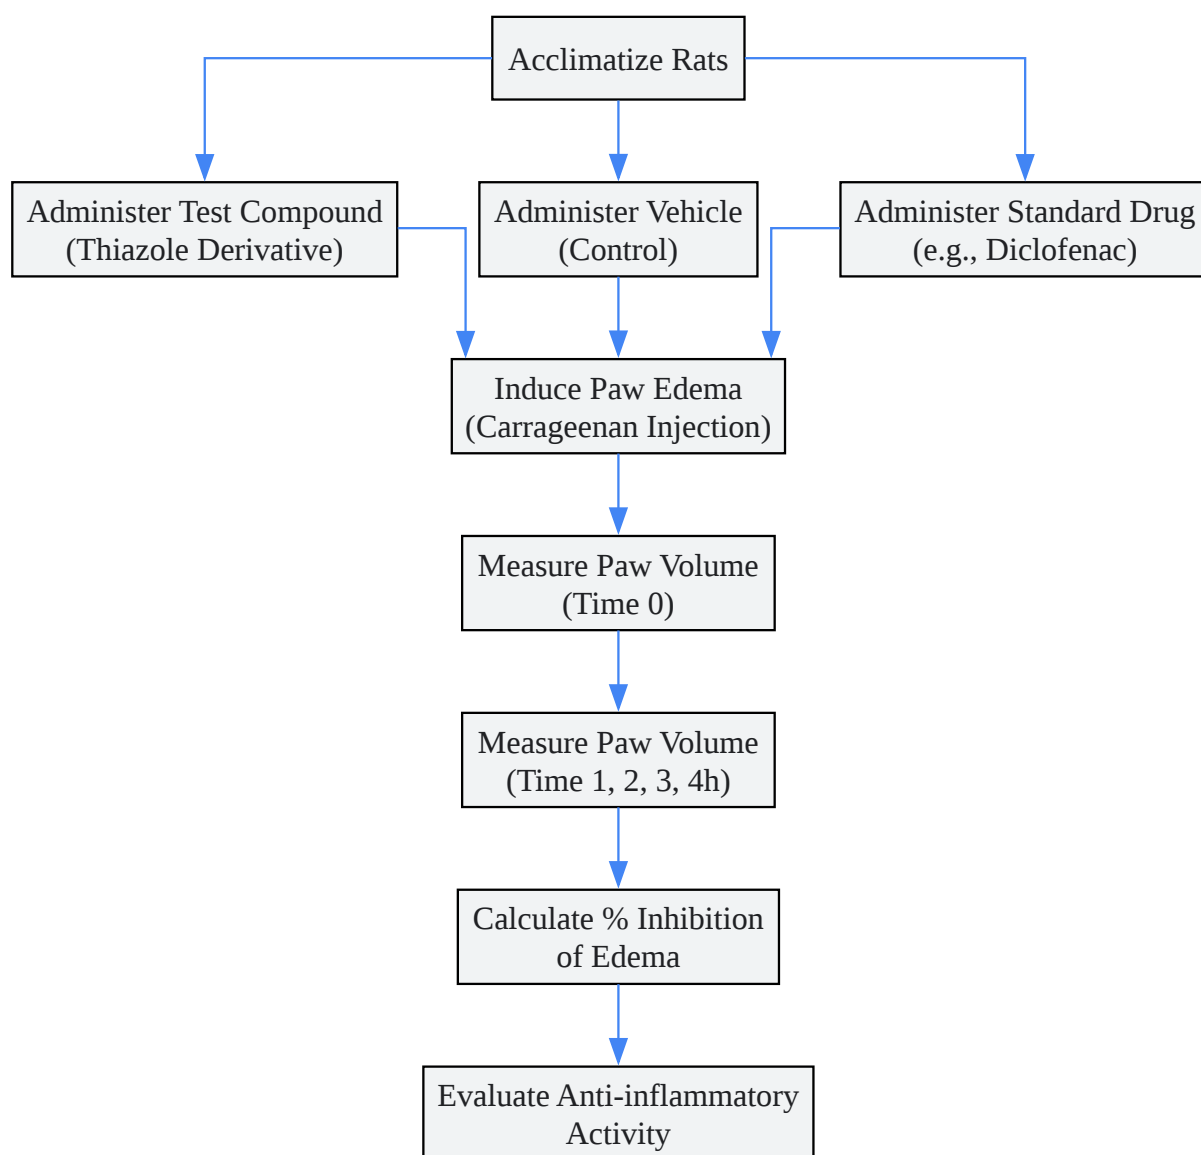 Acclimatize Rats
Administer Test Compound
(Thiazole Derivative)
Administer Vehicle
(Control)
Administer Standard Drug
(e.g., Diclofenac)
Induce Paw Edema
(Carrageenan Injection)
Measure Paw Volume
(Time 0)
Measure Paw Volume
(Time 1, 2, 3, 4h)
Calculate % Inhibition
of Edema
Evaluate Anti-inflammatory
Activity